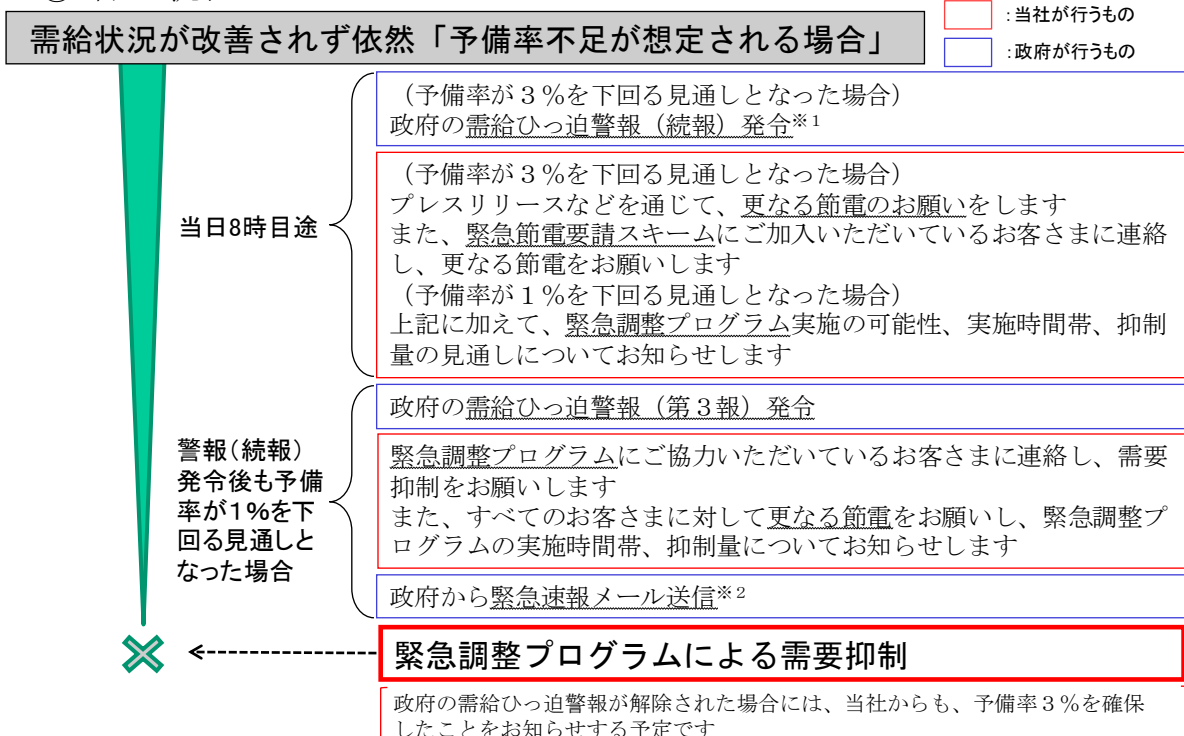 :当社が行うもの
需給状況が改善されず依然「予備率不足が想定される場合」
:政府が行うもの
（予備率が３％を下回る見通しとなった場合）
政府の需給ひっ迫警報（続報）発令※1
（予備率が３％を下回る見通しとなった場合）
プレスリリースなどを通じて、更なる節電のお願いをします
当日8時目途
また、緊急節電要請スキームにご加入いただいているお客さまに連絡
し、更なる節電をお願いします
（予備率が１％を下回る見通しとなった場合）
上記に加えて、緊急調整プログラム実施の可能性、実施時間帯、抑制
量の見通しについてお知らせします
政府の需給ひっ迫警報（第３報）発令
警報（続報）
発令後も予備
率が1％を下
回る見通しと
なった場合
緊急調整プログラムにご協力いただいているお客さまに連絡し、需要
抑制をお願いします
また、すべてのお客さまに対して更なる節電をお願いし、緊急調整プ
ログラムの実施時間帯、抑制量についてお知らせします
政府から緊急速報メール送信※2
緊急調整プログラムによる需要抑制
政府の需給ひっ迫警報が解除された場合には、当社からも、予備率３％を確保
したことをお知らせする予定です